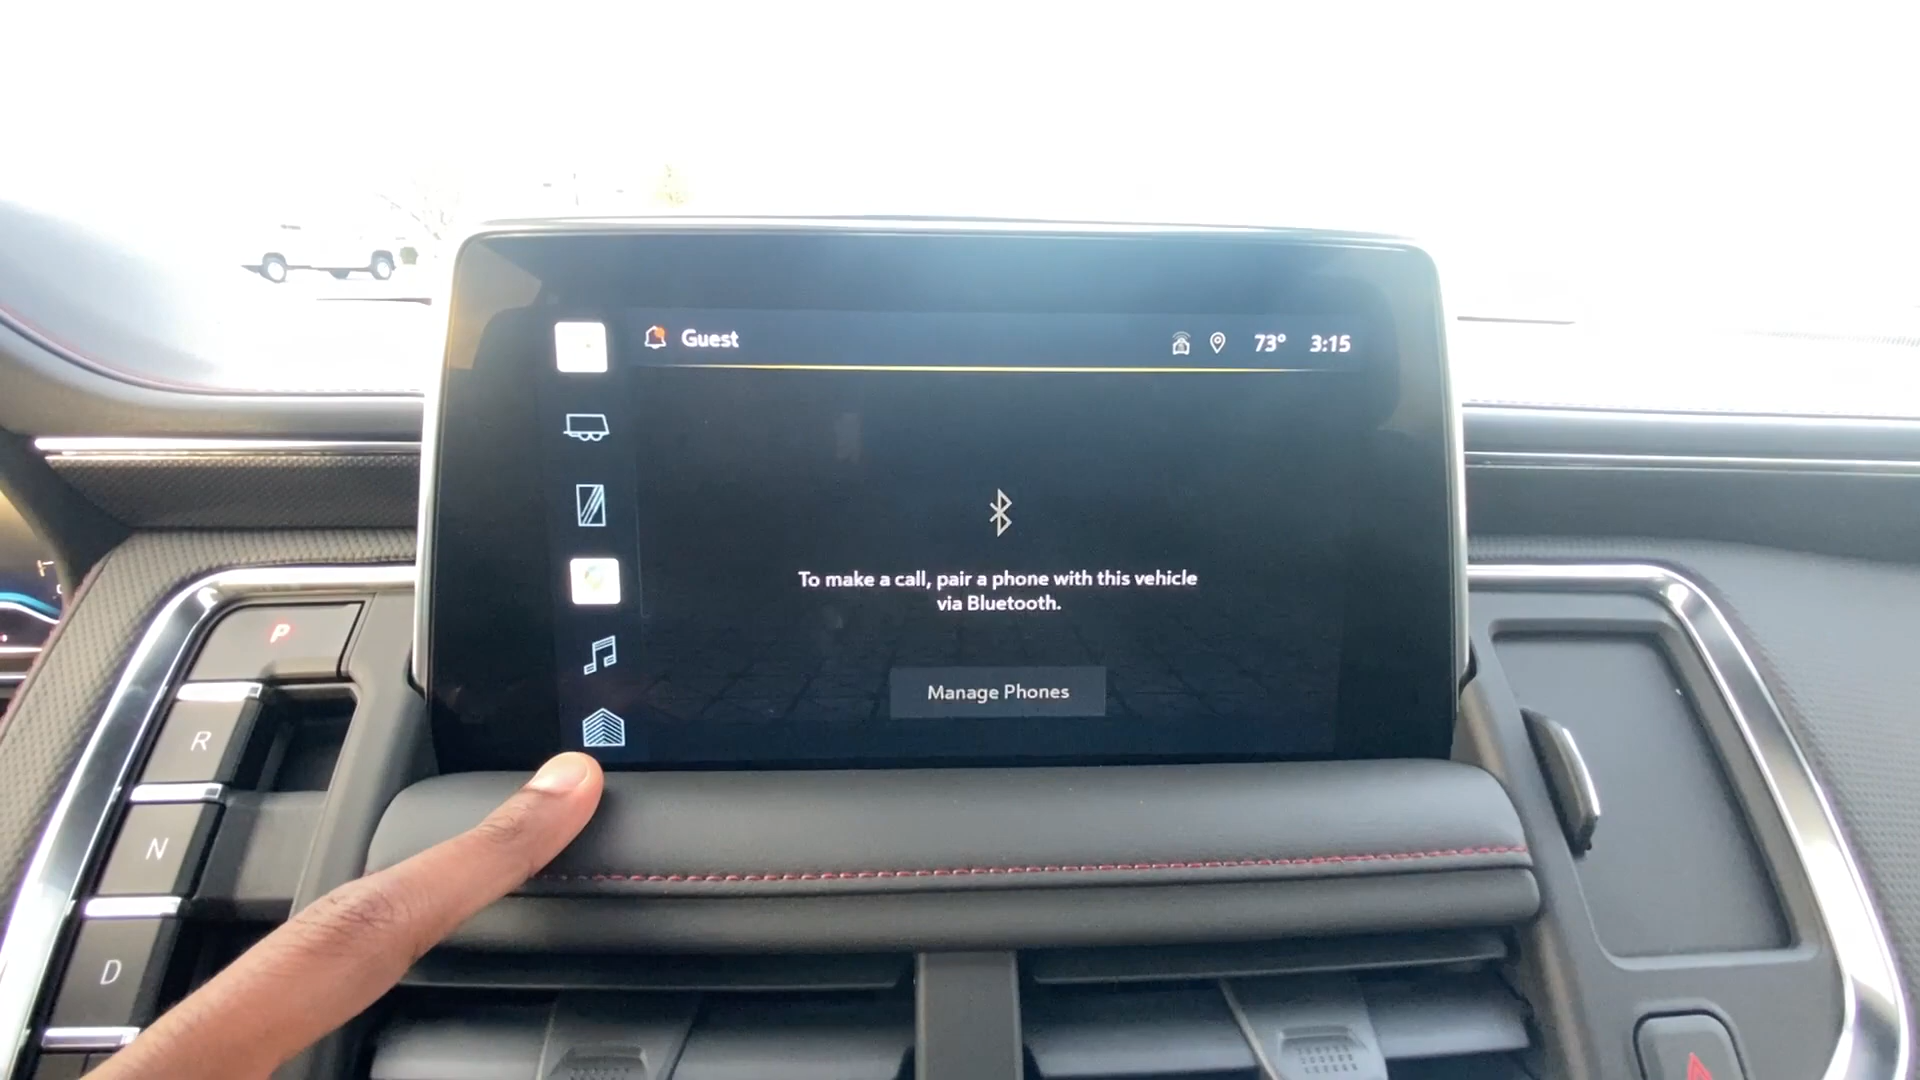 Guest
73° 3:15
To make a call, pair a phone with this vehicle
via Bluetooth.
Manage Phones
P
R
N
D